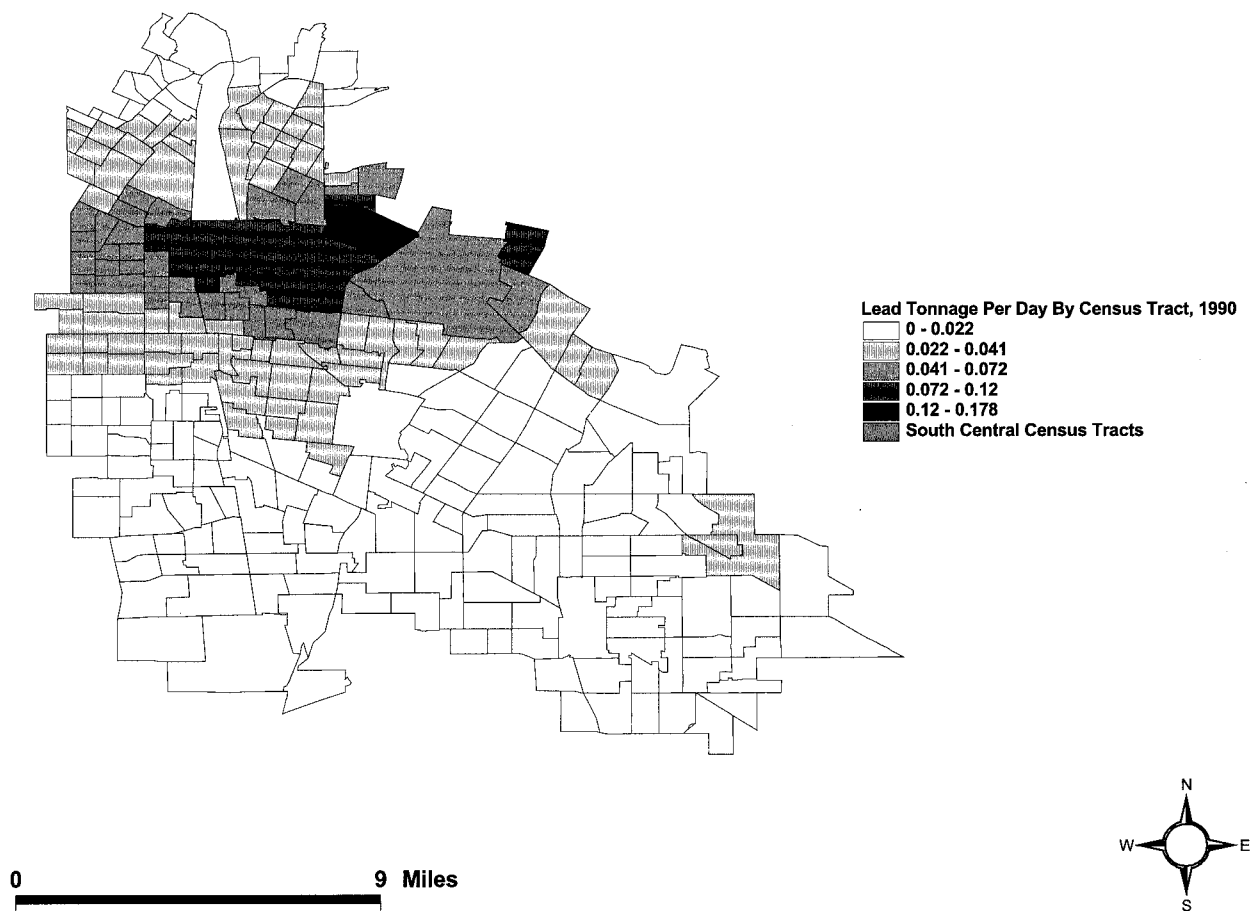 Lead Tonnage Per Day By Census Tract, 1990
0 - 0.022
0.022 - 0.041
0.041 - 0.072
0.072 - 0.12
0.12 - 0.178
South Central Census Tracts
N
W E
S
0 9 Miles